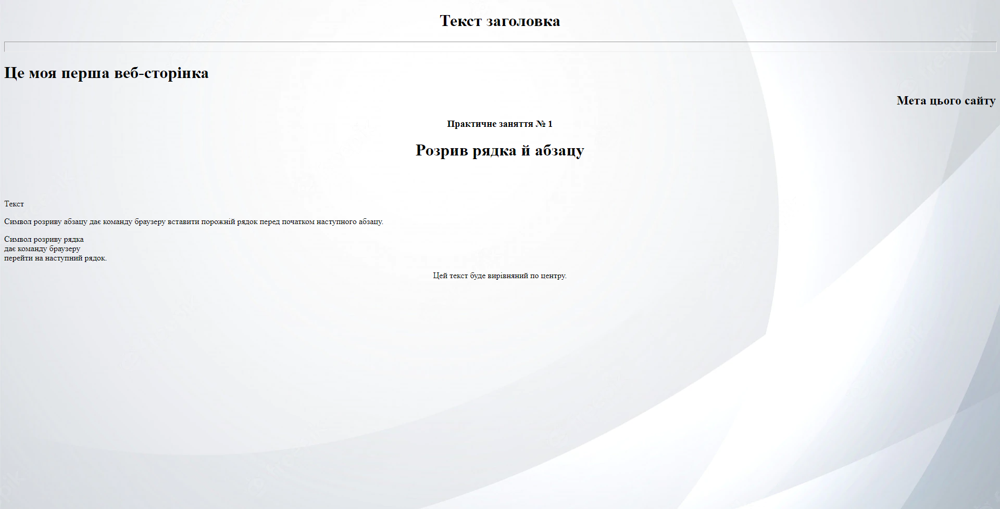 Текст заголовка
Це моя перша веб-сторінка
Мета цього сайту
Практичне заняття № 1
Розрив рядка й абзацу
Текст
Символ розриву абзацу дає команду браузеру вставити порожній рядок перед початком наступного абзацу.
Символ розриву рядка
дає команду браузеру
перейти на наступний рядок.
Цей текст буде вирівняний по центру.